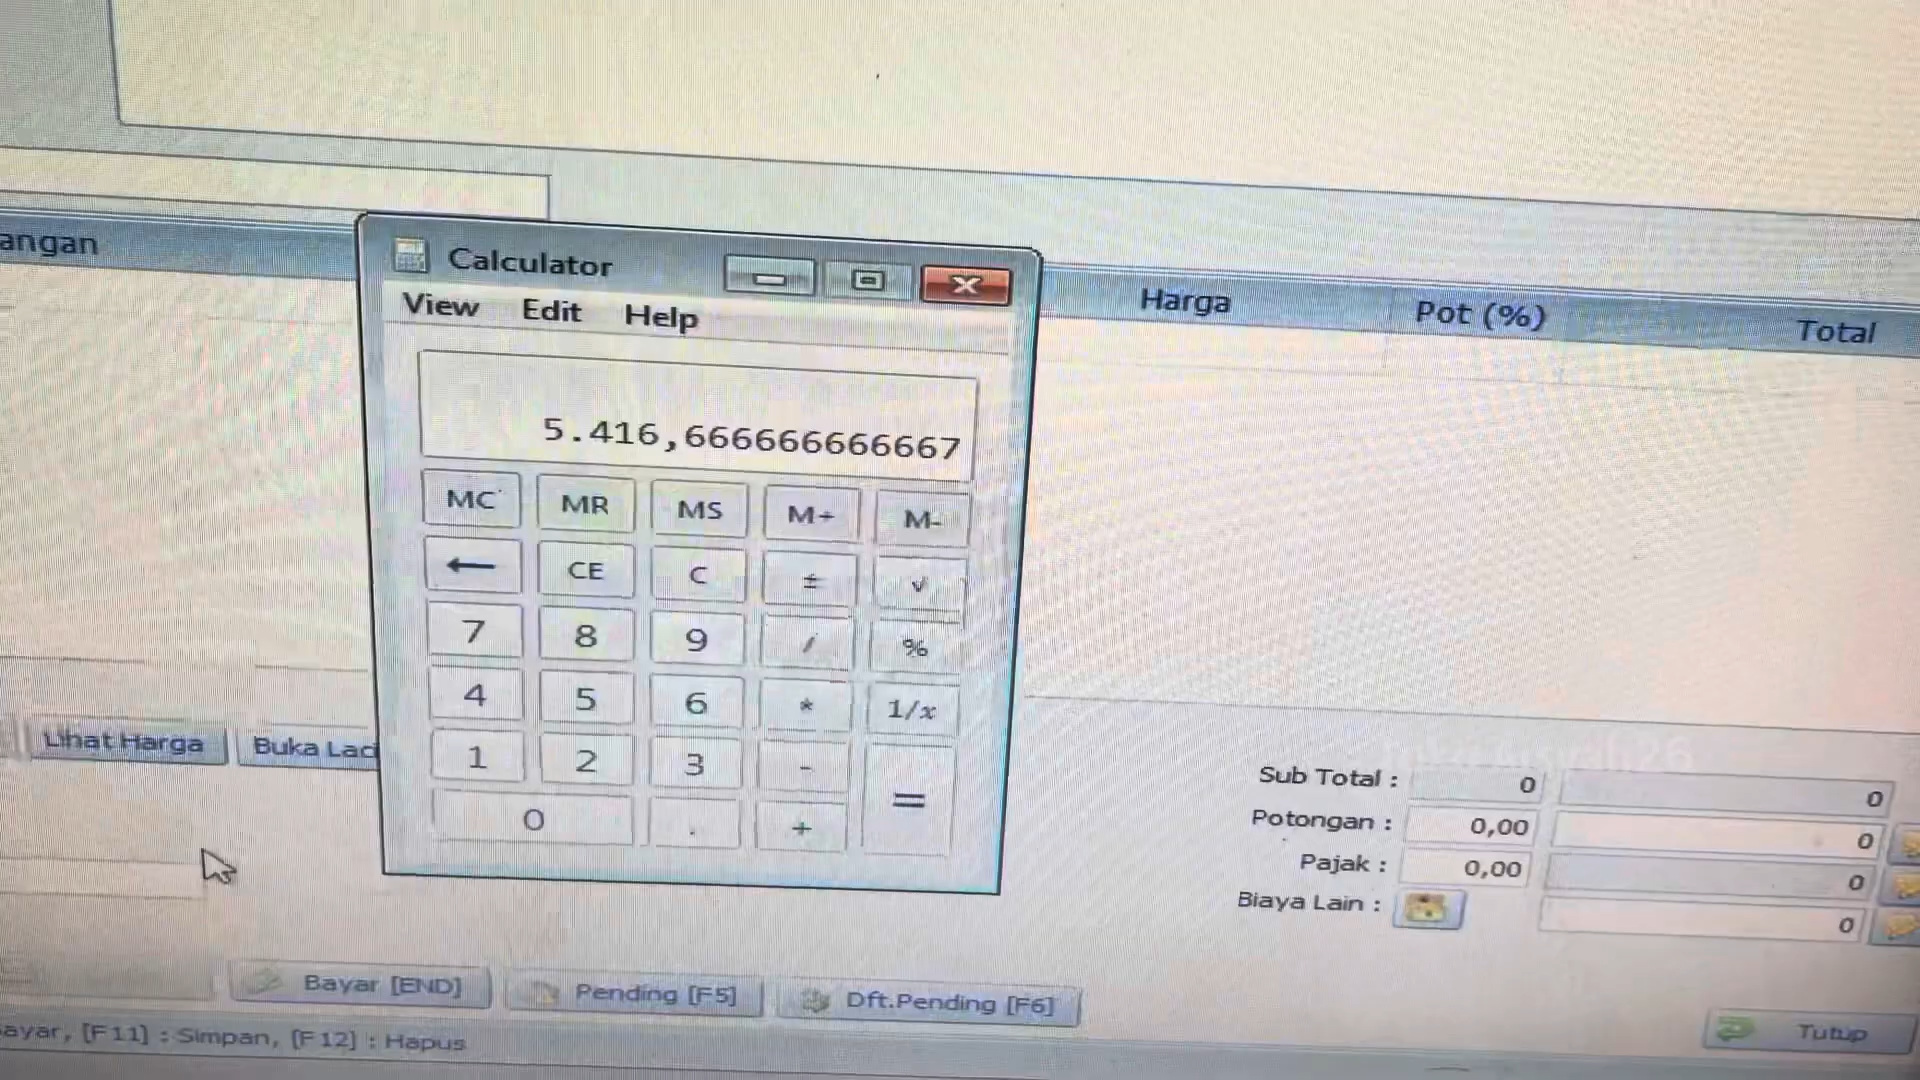 angan
Calculator
Harga
Pot (%)
Total
View Edit Help
5.416,666666666667
MC MR MS M+ M-
← CE C ± √
7 8 9 / %
4 5 6 * 1/x
1 2 3 - =
0 . +
Lihat Harga
Buka Laci
Sub Total : 0 0
Potongan : 0,00 0
Pajak : 0,00 0
Biaya Lain : 0
Bayar [END]
Pending [F5]
Dft.Pending [F6]
ayar, [F11] : Simpan, [F12] : Hapus
Tutup